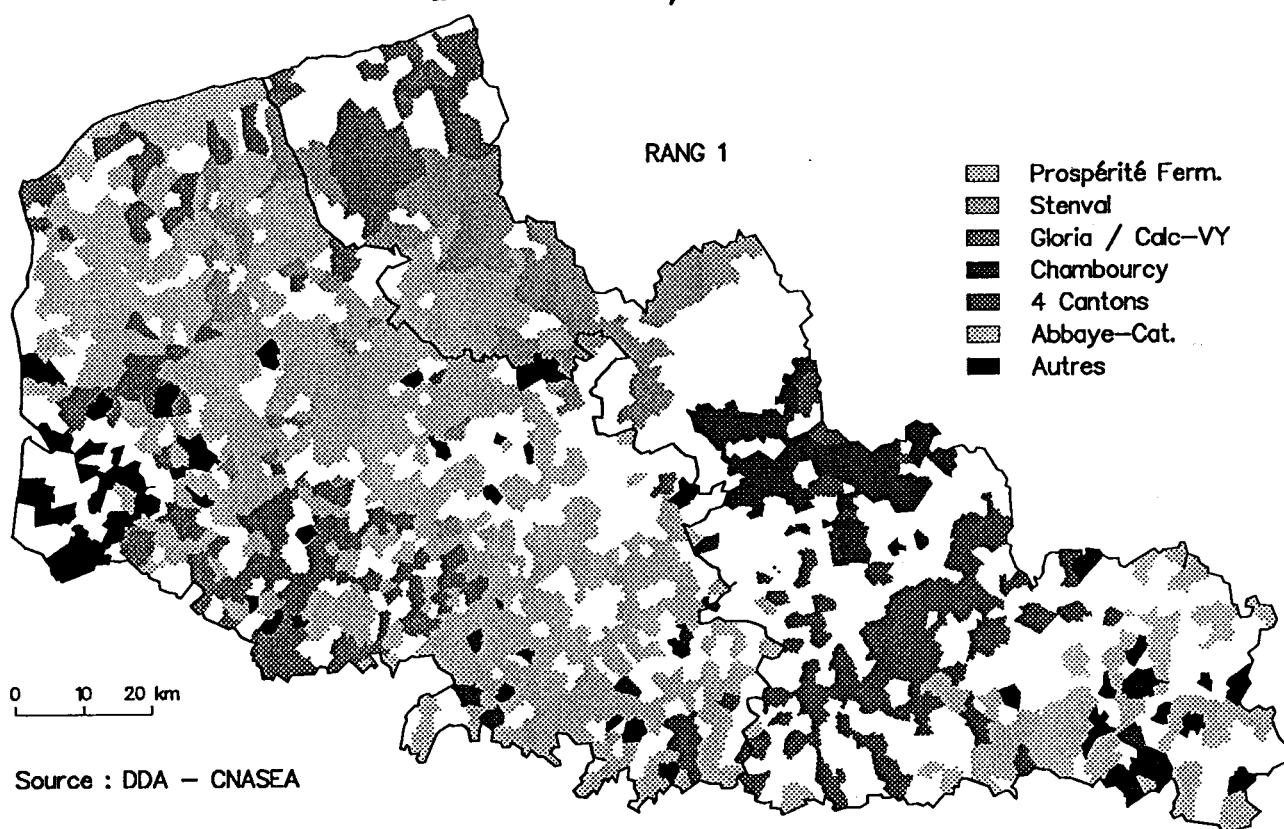 RANG 1
Prospérité Ferm.
Stenval
Gloria / Calc-VY
Chambourcy
4 Cantons
Abbaye-Cat.
Autres
0 10 20 km
Source : DDA - CNASEA